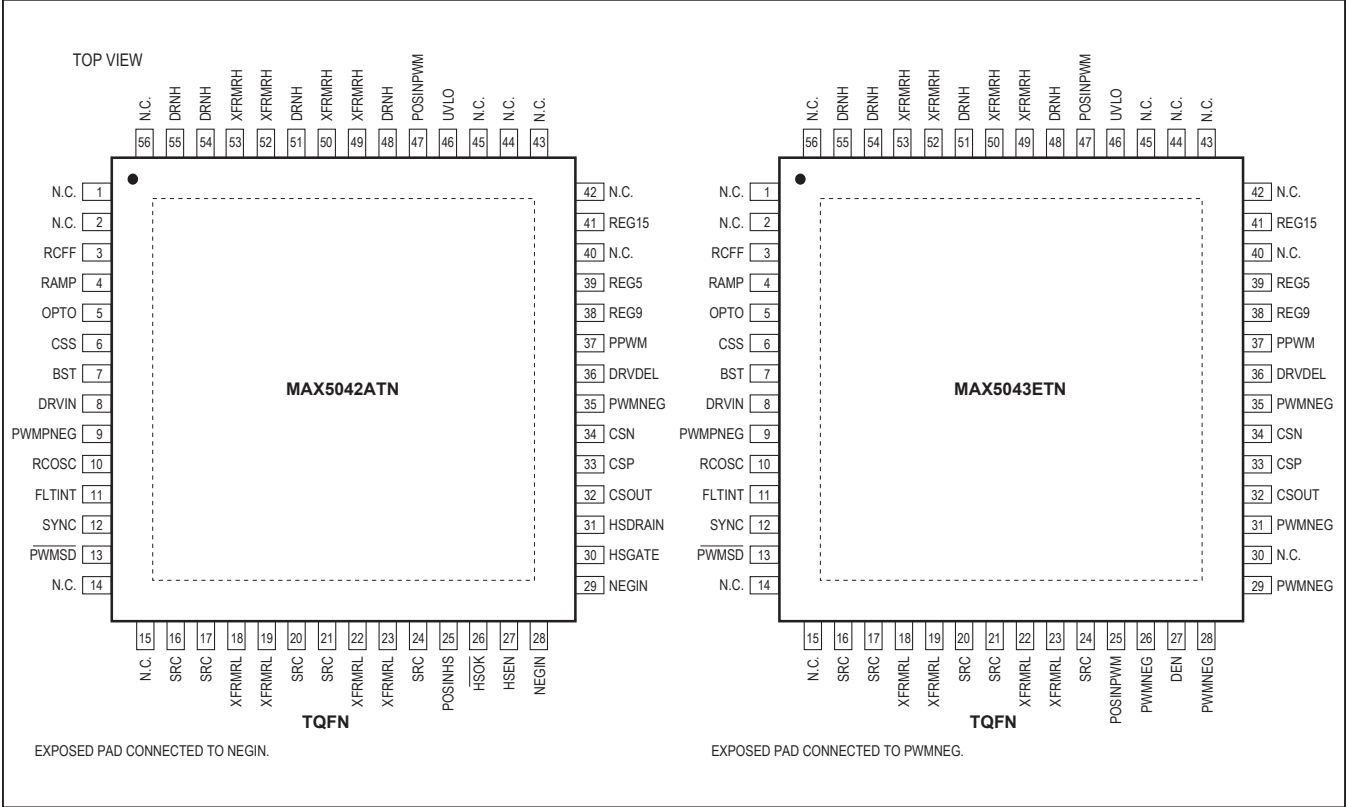 TOP VIEW
N.C. DRNH DRNH XFRMRH XFRMRH DRNH XFRMRH XFRMRH DRNH POSINPWM UVLO N.C. N.C. N.C.
56 55 54 53 52 51 50 49 48 47 46 45 44 43
N.C. 1
N.C. 2
RCFF 3
RAMP 4
OPTO 5
CSS 6
BST 7
DRVIN 8
PWMPNEG 9
RCOSC 10
FLTINT 11
SYNC 12
PWMSD 13
N.C. 14
MAX5042ATN
42 N.C.
41 REG15
40 N.C.
39 REG5
38 REG9
37 PPWM
36 DRVDEL
35 PWMNEG
34 CSN
33 CSP
32 CSOUT
31 HSDRAIN
30 HSGATE
29 NEGIN
15 16 17 18 19 20 21 22 23 24 25 26 27 28
N.C. SRC SRC XFRMRL XFRMRL SRC SRC XFRMRL XFRMRL SRC POSINHS HSOK HSEN NEGIN
TQFN
EXPOSED PAD CONNECTED TO NEGIN.
N.C. DRNH DRNH XFRMRH XFRMRH DRNH XFRMRH XFRMRH DRNH POSINPWM UVLO N.C. N.C. N.C.
56 55 54 53 52 51 50 49 48 47 46 45 44 43
N.C. 1
N.C. 2
RCFF 3
RAMP 4
OPTO 5
CSS 6
BST 7
DRVIN 8
PWMPNEG 9
RCOSC 10
FLTINT 11
SYNC 12
PWMSD 13
N.C. 14
MAX5043ETN
42 N.C.
41 REG15
40 N.C.
39 REG5
38 REG9
37 PPWM
36 DRVDEL
35 PWMNEG
34 CSN
33 CSP
32 CSOUT
31 PWMNEG
30 N.C.
29 PWMNEG
15 16 17 18 19 20 21 22 23 24 25 26 27 28
N.C. SRC SRC XFRMRL XFRMRL SRC SRC XFRMRL XFRMRL SRC POSINPWM PWMNEG DEN PWMNEG
TQFN
EXPOSED PAD CONNECTED TO PWMNEG.